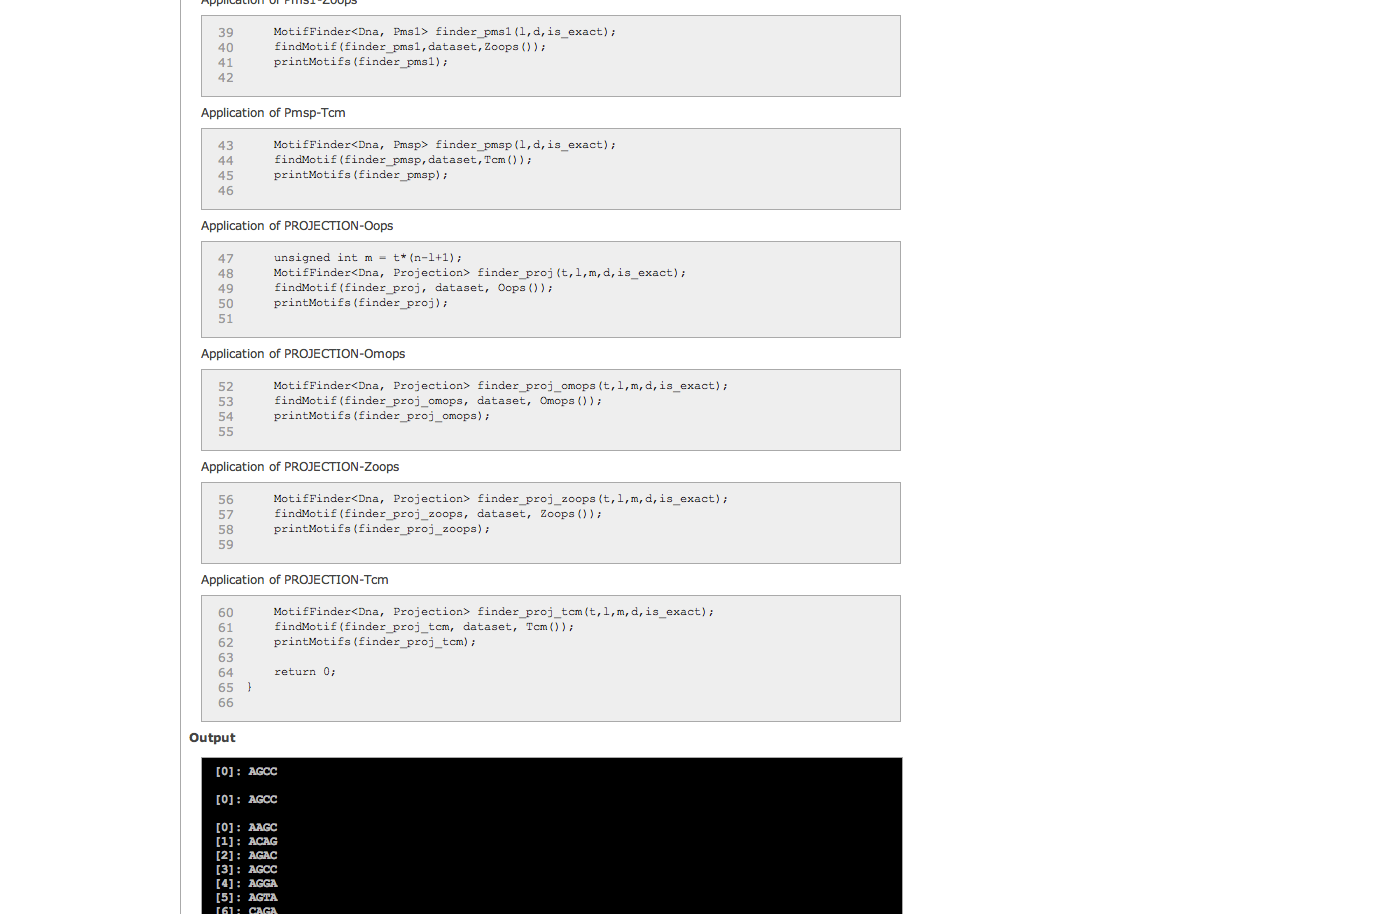 Application of Pms1-Zoops
39 MotifFinder<Dna, Pms1> finder_pms1(l,d,is_exact);
40 findMotif(finder_pms1,dataset,Zoops());
41 printMotifs(finder_pms1);
42
Application of Pmsp-Tcm
43 MotifFinder<Dna, Pmsp> finder_pmsp(l,d,is_exact);
44 findMotif(finder_pmsp,dataset,Tcm());
45 printMotifs(finder_pmsp);
46
Application of PROJECTION-Oops
47 unsigned int m = t*(n-l+1);
48 MotifFinder<Dna, Projection> finder_proj(t,l,m,d,is_exact);
49 findMotif(finder_proj, dataset, Oops());
50 printMotifs(finder_proj);
51
Application of PROJECTION-Omops
52 MotifFinder<Dna, Projection> finder_proj_omops(t,l,m,d,is_exact);
53 findMotif(finder_proj_omops, dataset, Omops());
54 printMotifs(finder_proj_omops);
55
Application of PROJECTION-Zoops
56 MotifFinder<Dna, Projection> finder_proj_zoops(t,l,m,d,is_exact);
57 findMotif(finder_proj_zoops, dataset, Zoops());
58 printMotifs(finder_proj_zoops);
59
Application of PROJECTION-Tcm
60 MotifFinder<Dna, Projection> finder_proj_tcm(t,l,m,d,is_exact);
61 findMotif(finder_proj_tcm, dataset, Tcm());
62 printMotifs(finder_proj_tcm);
63
64 return 0;
65 }
66
Output
[0]: AGCC
[0]: AGCC
[0]: AAGC
[1]: ACAG
[2]: AGAC
[3]: AGCC
[4]: AGGA
[5]: AGTA
[6]: CAGA